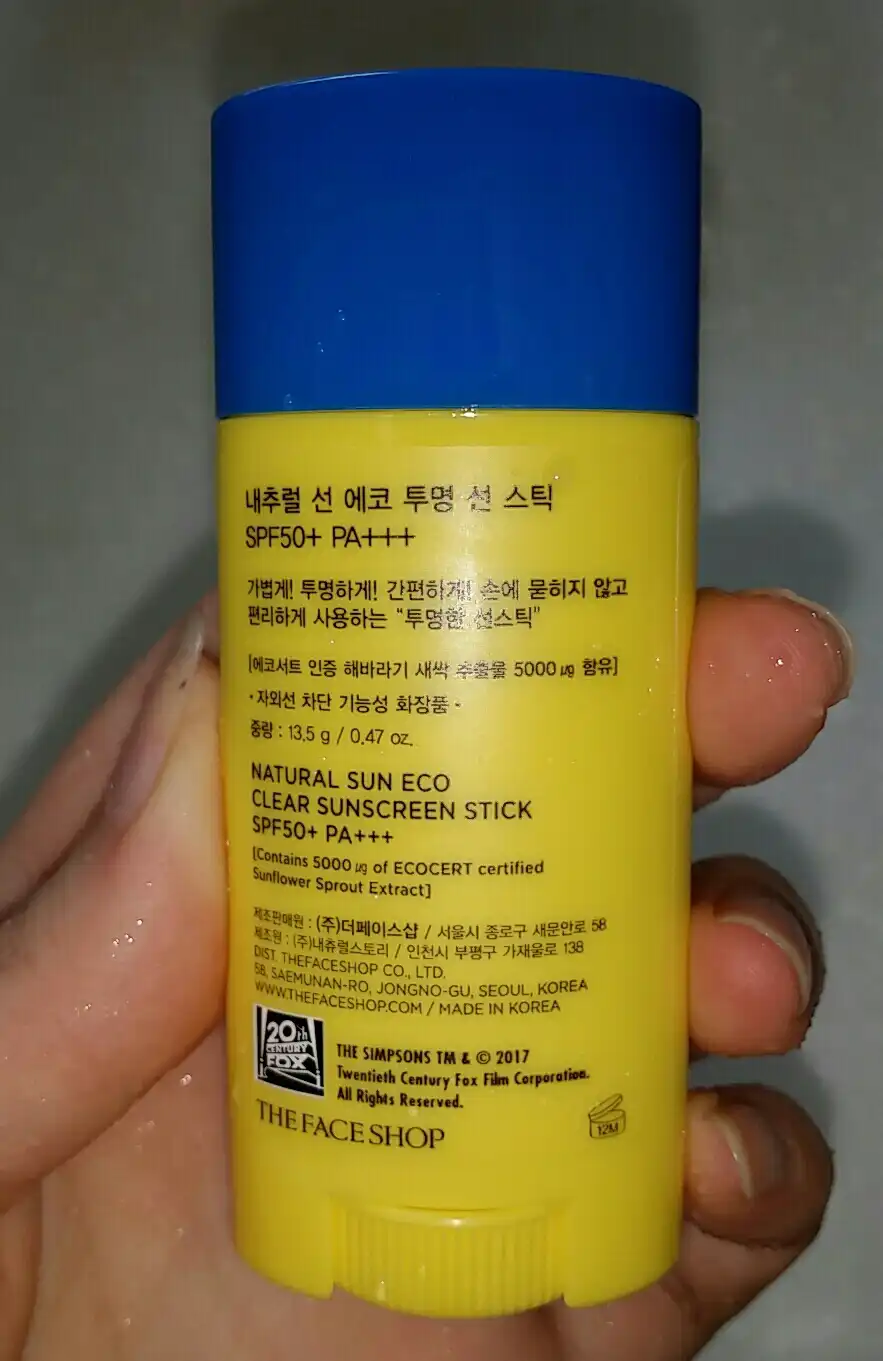 내추럴 선 에코 투명 선 스틱
SPF50+ PA+++
가볍게! 투명하게! 간편하게! 손에 묻히지 않고
편리하게 사용하는 “투명한 선스틱”
[에코서트 인증 해바라기 새싹 추출물 5000㎍ 함유]
• 자외선 차단 기능성 화장품 •
중량 : 13.5 g / 0.47 oz.
NATURAL SUN ECO
CLEAR SUNSCREEN STICK
SPF50+ PA+++
[Contains 5000 ㎍ of ECOCERT certified
Sunflower Sprout Extract]
제조판매원 : (주)더페이스샵 / 서울시 종로구 새문안로 58
제조원 : (주)내츄럴스토리 / 인천시 부평구 가재울로 138
DIST. THEFACESHOP CO., LTD.
58, SAEMUNAN-RO, JONGNO-GU, SEOUL, KOREA
WWW.THEFACESHOP.COM / MADE IN KOREA
20th
CENTURY
FOX
THE SIMPSONS TM & © 2017
Twentieth Century Fox Film Corporation.
All Rights Reserved.
THE FACE SHOP
12M